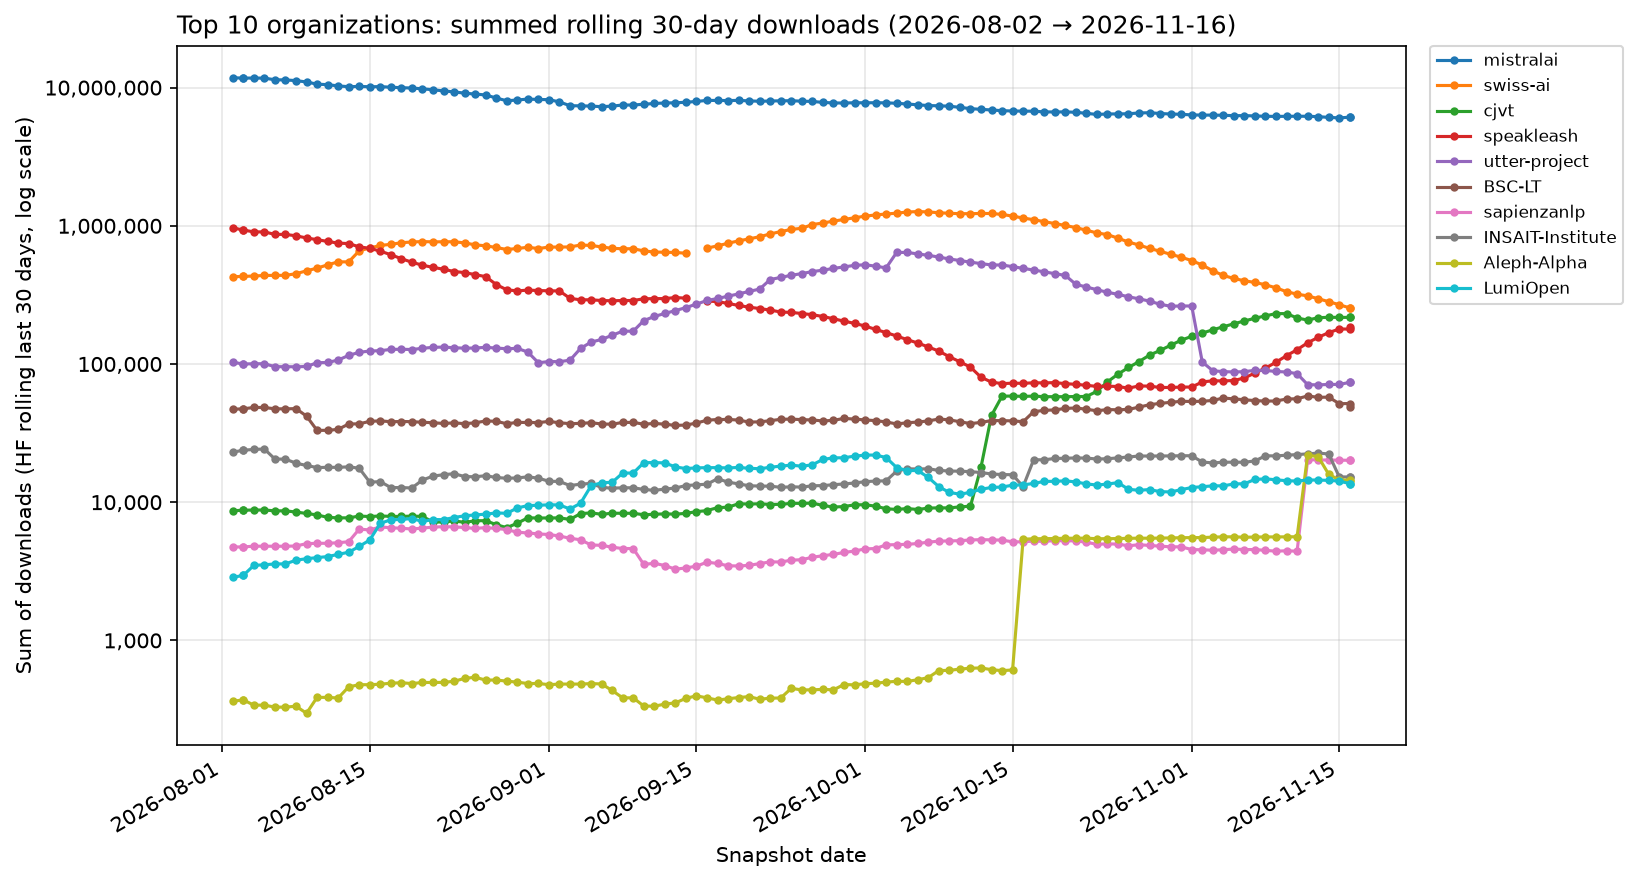 Top 10 organizations: summed rolling 30-day downloads (2026-08-02 → 2026-11-16)
Sum of downloads (HF rolling last 30 days, log scale)
10,000,000
1,000,000
100,000
10,000
1,000
2026-08-01
2026-08-15
2026-09-01
2026-09-15
2026-10-01
2026-10-15
2026-11-01
2026-11-15
Snapshot date
mistralai
swiss-ai
cjvt
speakleash
utter-project
BSC-LT
sapienzanlp
INSAIT-Institute
Aleph-Alpha
LumiOpen